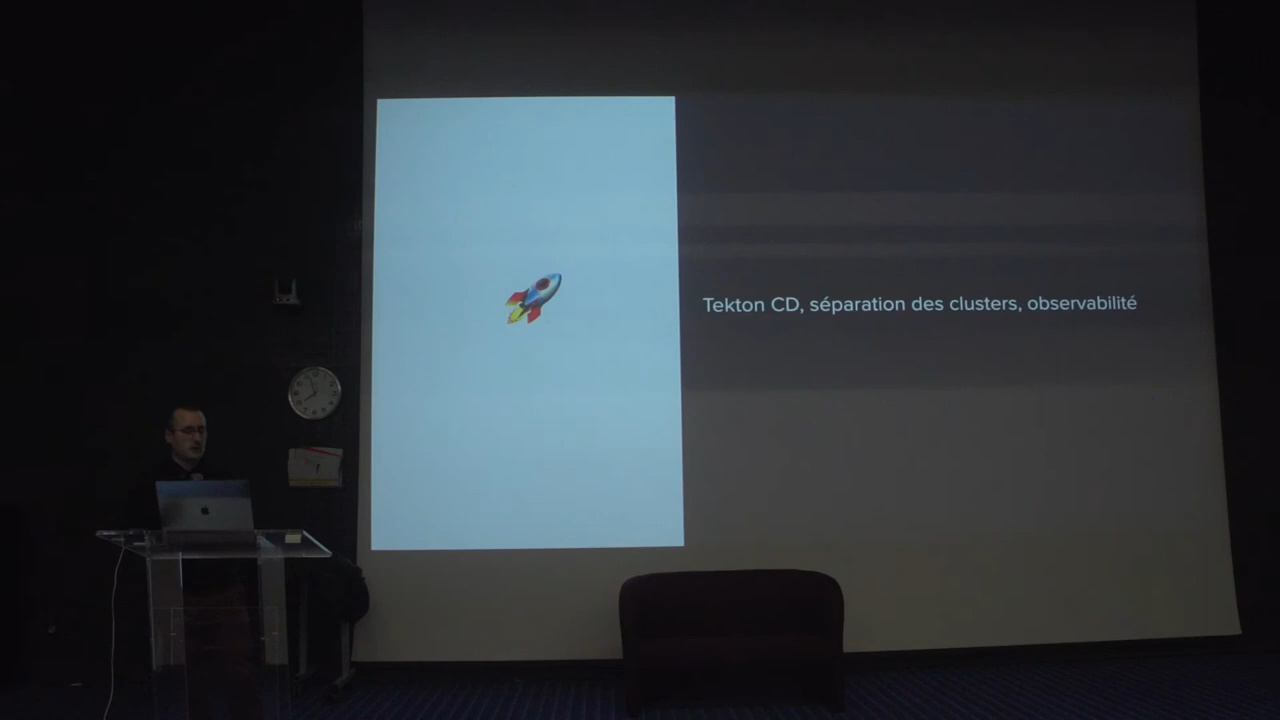 Tekton CD, séparation des clusters, observabilité